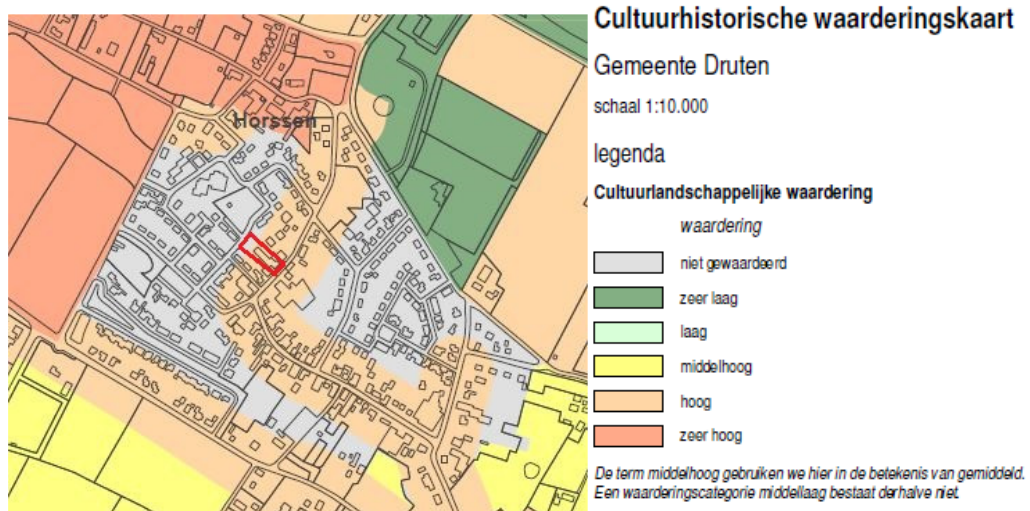 Horssen
Cultuurhistorische waarderingskaart
Gemeente Druten
schaal 1:10.000
legenda
Cultuurlandschappelijke waardering
waardering
niet gewaardeerd
zeer laag
laag
middelhoog
hoog
zeer hoog
De term middelhoog gebruiken we hier in de betekenis van gemiddeld.
Een waarderingscategorie middellaag bestaat derhalve niet.